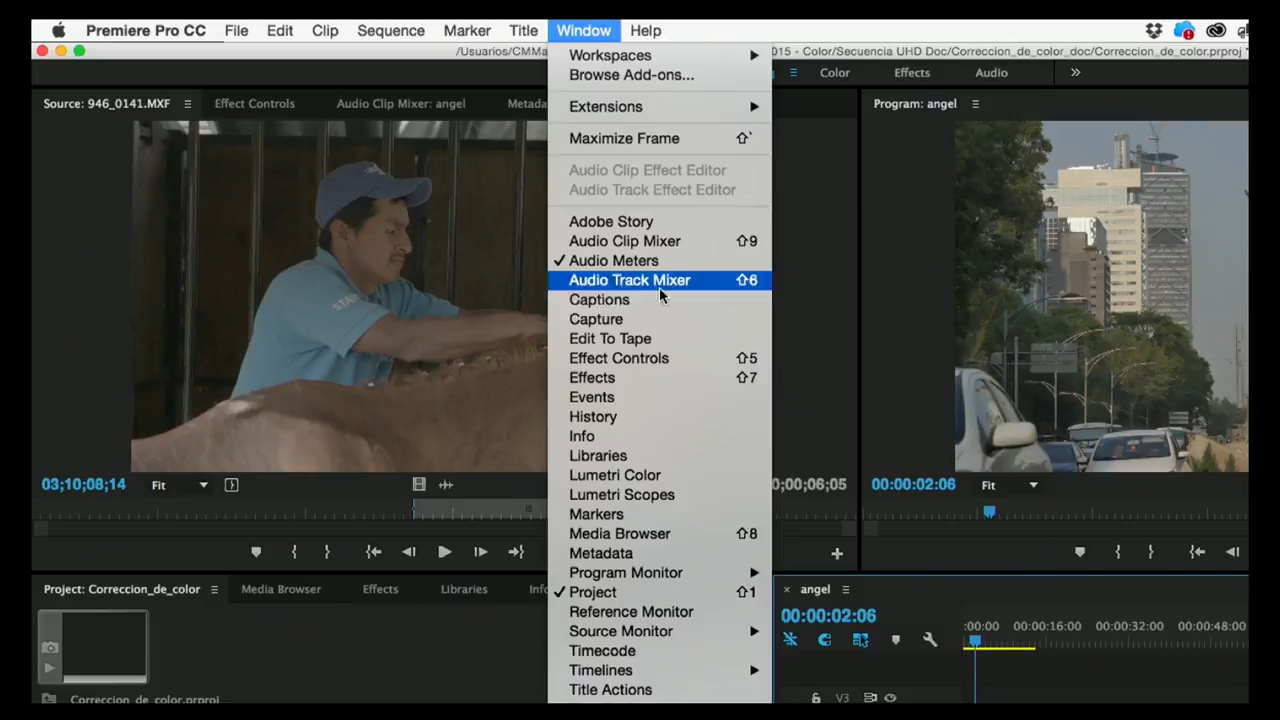 Premiere Pro CC File Edit Clip Sequence Marker Title Window Help
/Usuarios/CMMa 015 - Color/Secuencia UHD Doc/Correccion_de_color_doc/Correccion_de_color.prproj *
Color Effects Audio
Source: 946_0141.MXF Effect Controls Audio Clip Mixer: angel Metada
Program: angel
Workspaces
Browse Add-ons...
Extensions
Maximize Frame ⇧`
Audio Clip Effect Editor
Audio Track Effect Editor
Adobe Story
Audio Clip Mixer ⇧9
✓ Audio Meters
Audio Track Mixer ⇧6
Captions
Capture
Edit To Tape
Effect Controls ⇧5
Effects ⇧7
Events
History
Info
Libraries
Lumetri Color
Lumetri Scopes
Markers
Media Browser ⇧8
Metadata
Program Monitor
✓ Project ⇧1
Reference Monitor
Source Monitor
Timecode
Timelines
Title Actions
03;10;08;14 Fit 0;00;06;05
00:00:02:06 Fit
Project: Correccion_de_color Media Browser Effects Libraries Info
Correccion_de_color.prproj
× angel
00:00:02:06
:00:00 00:00:16:00 00:00:32:00 00:00:48:00
V3